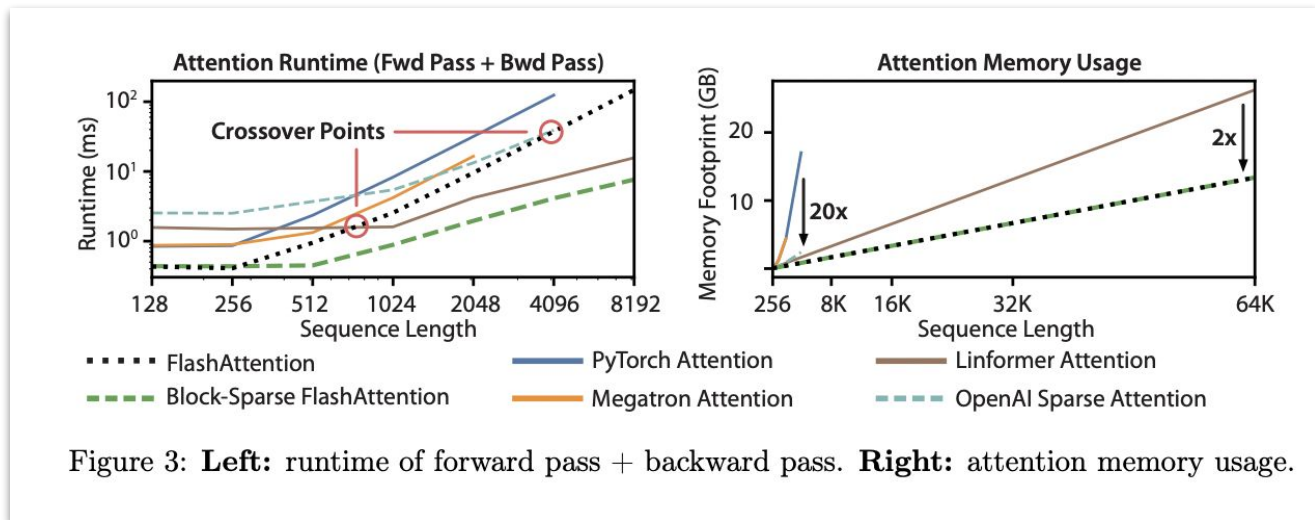 Attention Runtime (Fwd Pass + Bwd Pass)
Runtime (ms)
10²
10¹
10⁰
Crossover Points
128 256 512 1024 2048 4096 8192
Sequence Length
Attention Memory Usage
Memory Footprint (GB)
20
10
20x
2x
256 8K 16K 32K 64K
Sequence Length
FlashAttention PyTorch Attention Linformer Attention
Block-Sparse FlashAttention Megatron Attention OpenAI Sparse Attention
Figure 3: Left: runtime of forward pass + backward pass. Right: attention memory usage.